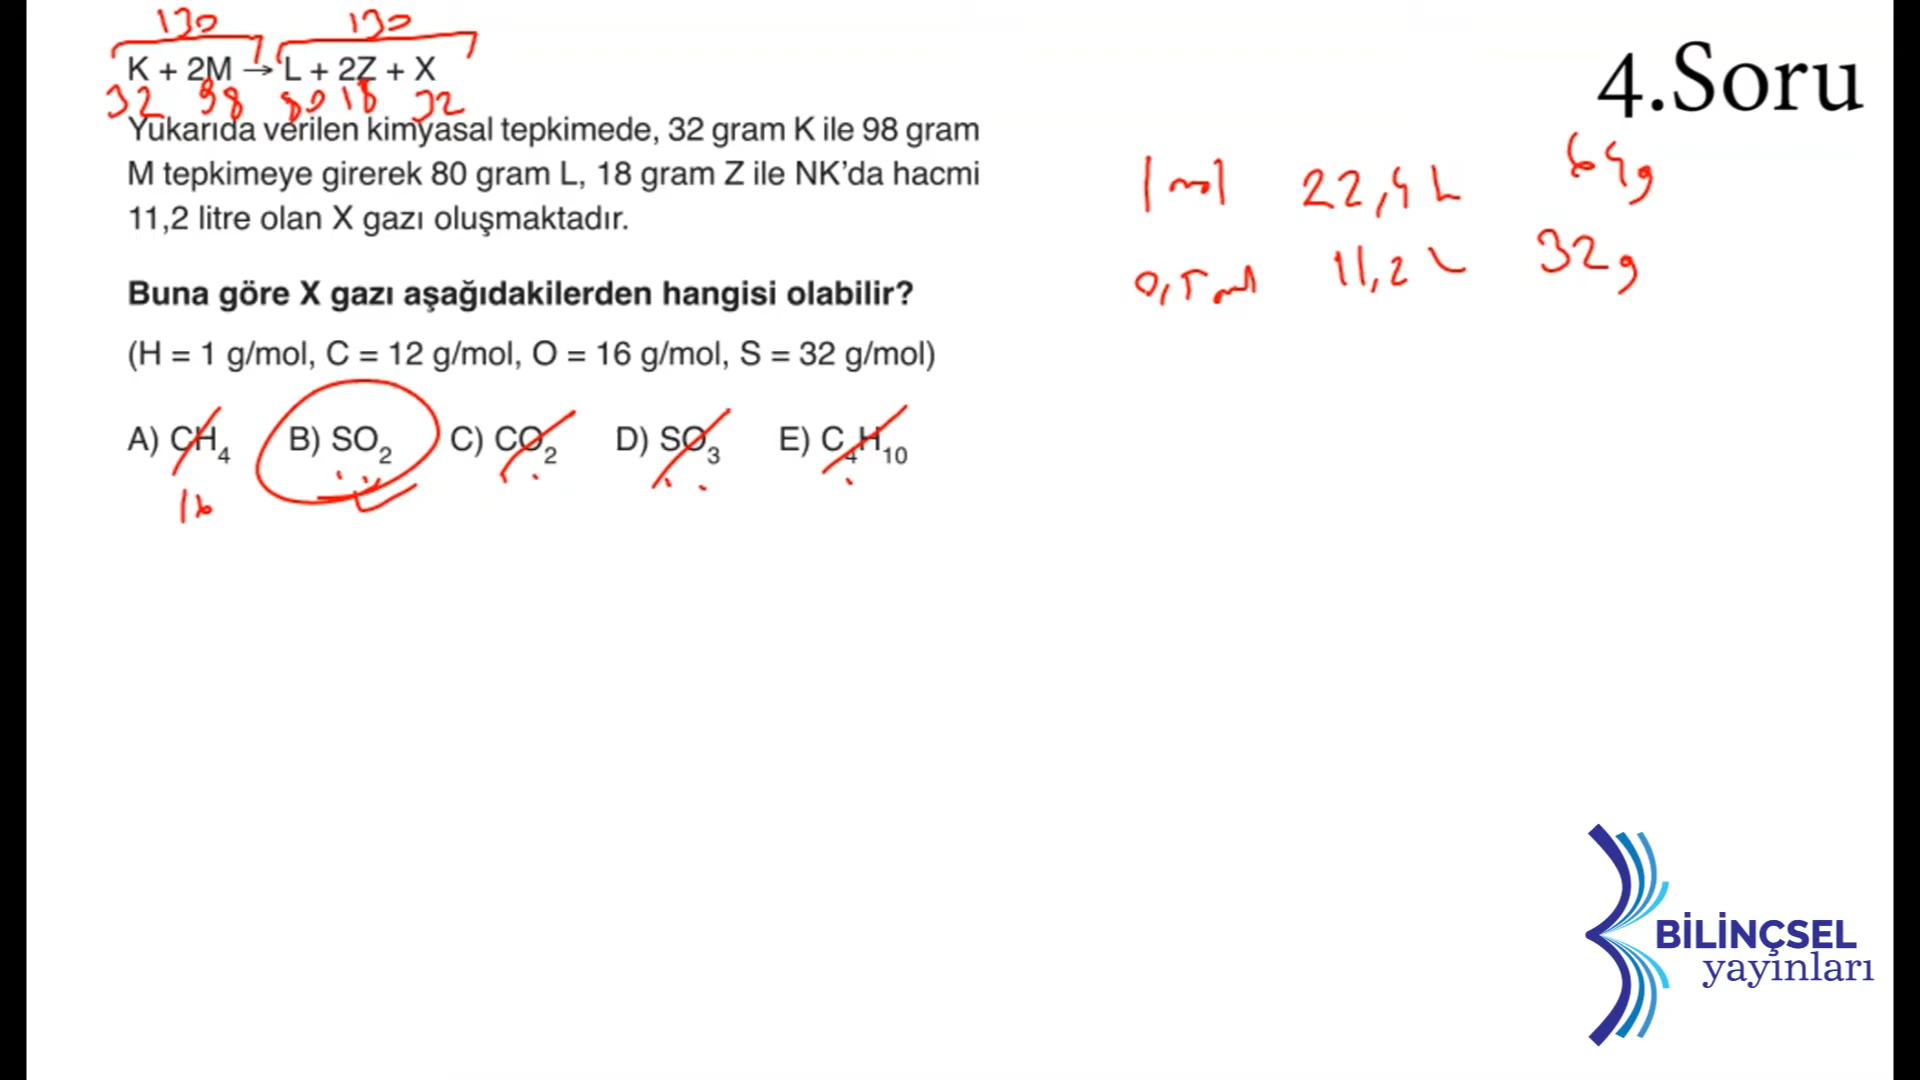 130 130
K + 2M → L + 2Z + X
32 98 80 18 32
4.Soru
Yukarıda verilen kimyasal tepkimede, 32 gram K ile 98 gram
M tepkimeye girerek 80 gram L, 18 gram Z ile NK’da hacmi
11,2 litre olan X gazı oluşmaktadır.
1 mol 22,4 L 64g
0,5 mol 11,2 L 32g
Buna göre X gazı aşağıdakilerden hangisi olabilir?
(H = 1 g/mol, C = 12 g/mol, O = 16 g/mol, S = 32 g/mol)
A) CH₄ B) SO₂ C) CO₂ D) SO₃ E) C₄H₁₀
16
BİLİNÇSEL
yayınları